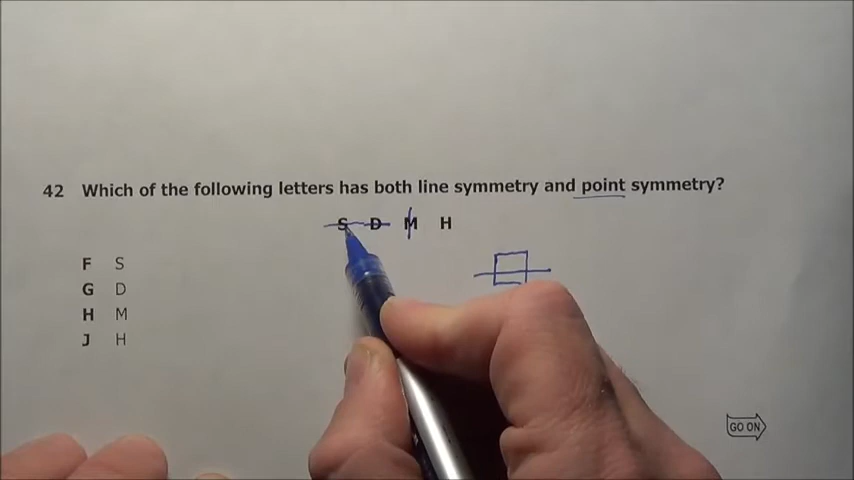 42 Which of the following letters has both line symmetry and point symmetry?
S D M H
F S
G D
H M
J H
GO ON